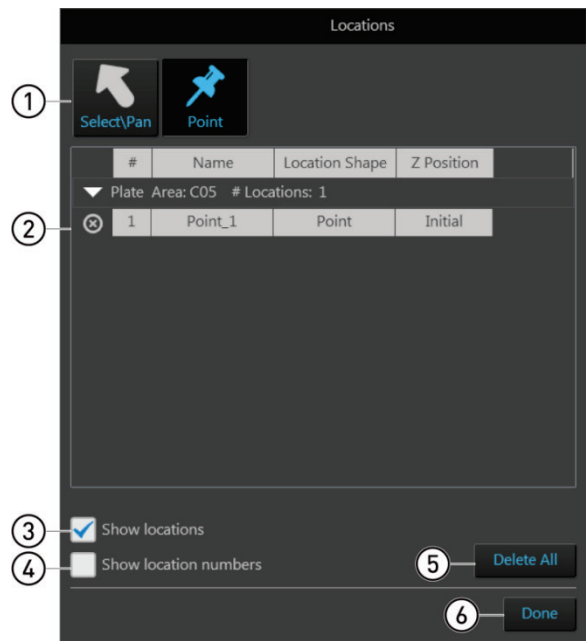 Locations
1
Select\Pan Point
# Name Location Shape Z Position
Plate Area: C05 # Locations: 1
2
1 Point_1 Point Initial
3
Show locations
4
Show location numbers
5
Delete All
6
Done